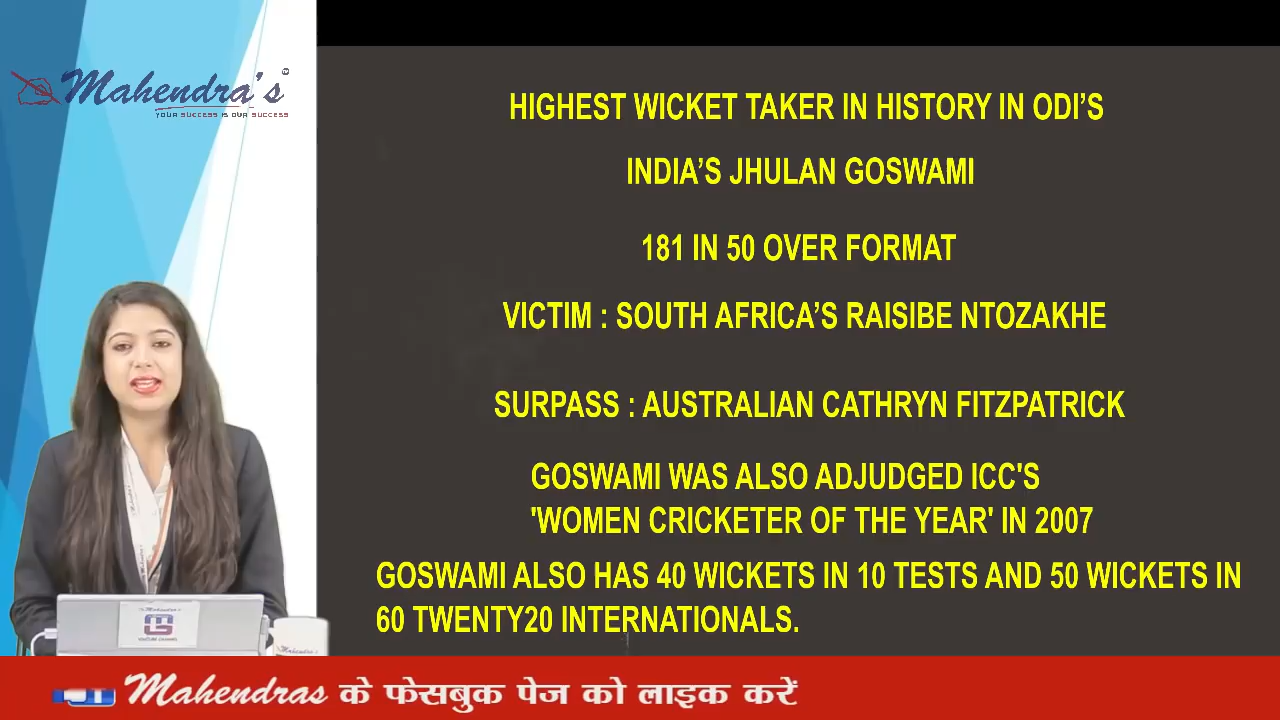 Mahendra's
YOUR SUCCESS IS OUR SUCCESS
HIGHEST WICKET TAKER IN HISTORY IN ODI’S
INDIA’S JHULAN GOSWAMI
181 IN 50 OVER FORMAT
VICTIM : SOUTH AFRICA’S RAISIBE NTOZAKHE
SURPASS : AUSTRALIAN CATHRYN FITZPATRICK
GOSWAMI WAS ALSO ADJUDGED ICC'S
'WOMEN CRICKETER OF THE YEAR' IN 2007
GOSWAMI ALSO HAS 40 WICKETS IN 10 TESTS AND 50 WICKETS IN
60 TWENTY20 INTERNATIONALS.
Mahendras के फेसबुक पेज को लाइक करें